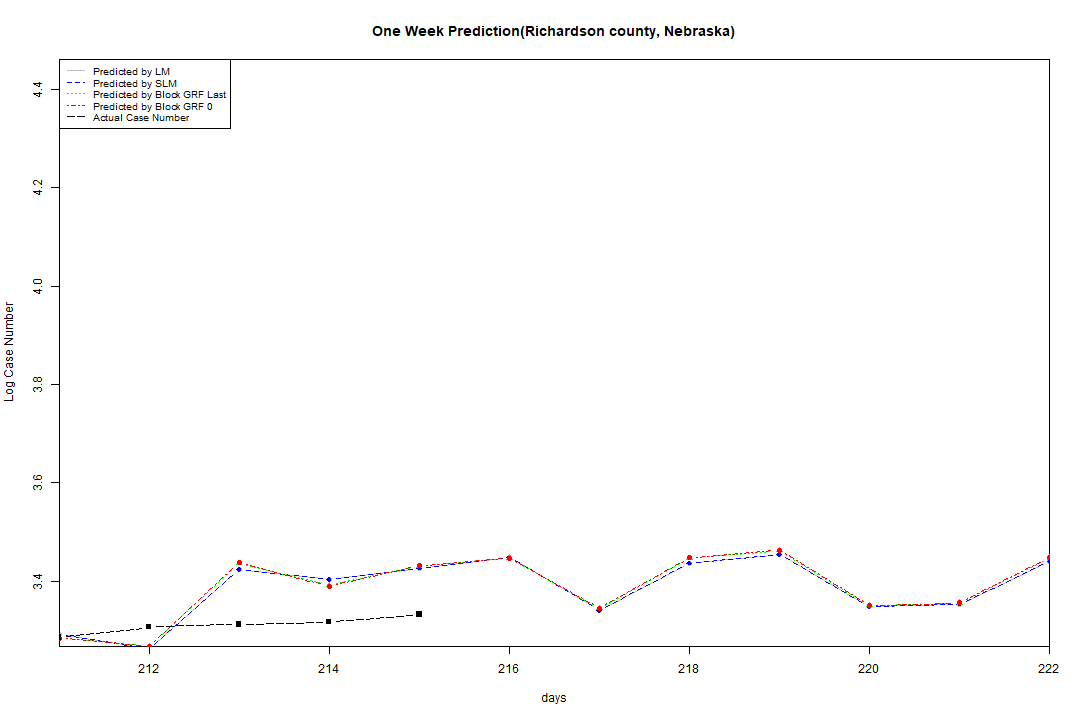 One Week Prediction(Richardson county, Nebraska)
Predicted by LM
Predicted by SLM
Predicted by Block GRF Last
Predicted by Block GRF 0
Actual Case Number
4.4
4.2
4.0
3.8
3.6
3.4
Log Case Number
212 214 216 218 220 222
days